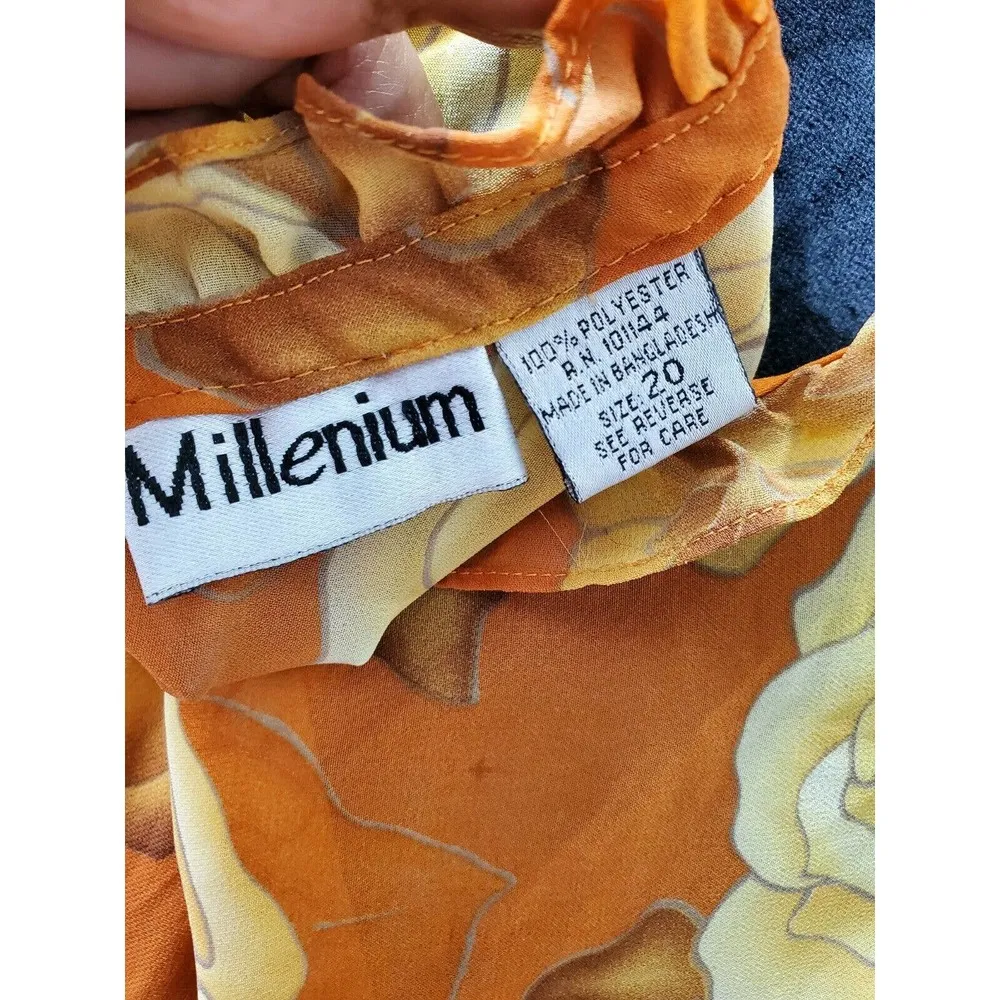 Millenium
100% POLYESTER
R.N. 101144
MADE IN BANGLADESH
SIZE: 20
SEE REVERSE
FOR CARE